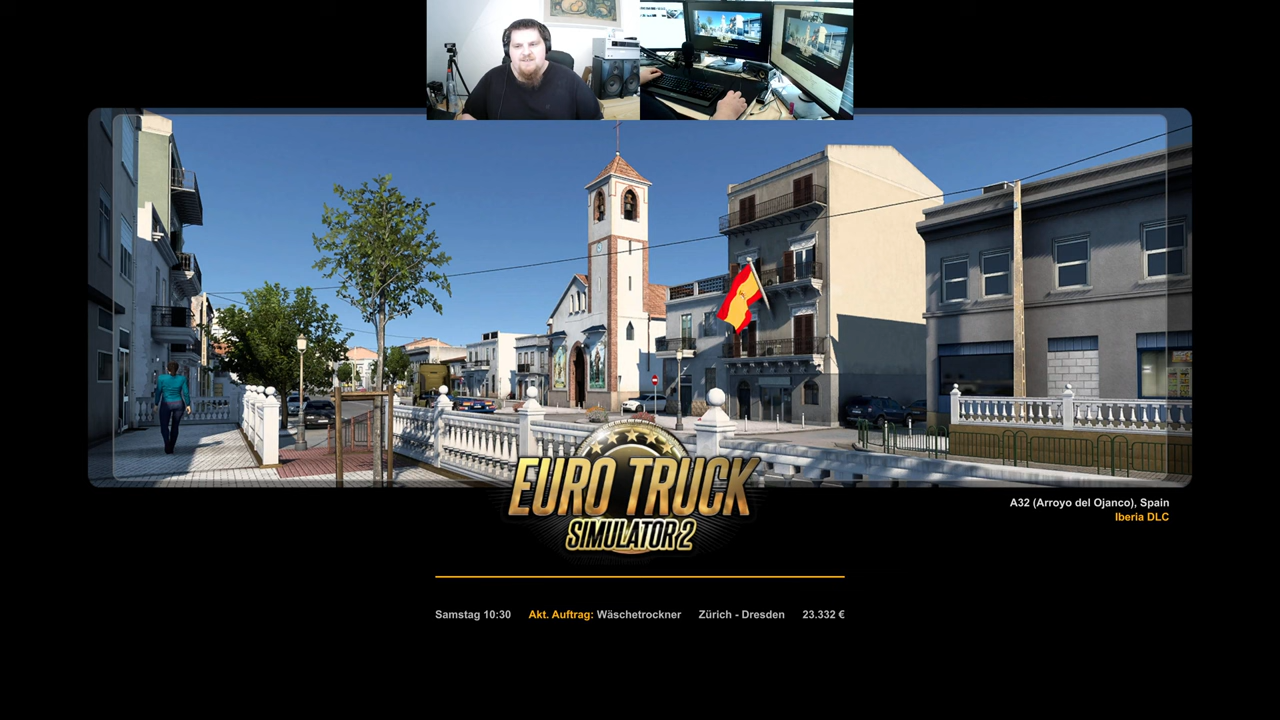 A32 (Arroyo del Ojanco), Spain
Iberia DLC
EURO TRUCK
SIMULATOR 2
Samstag 10:30 Akt. Auftrag: Wäschetrockner Zürich - Dresden 23.332 €